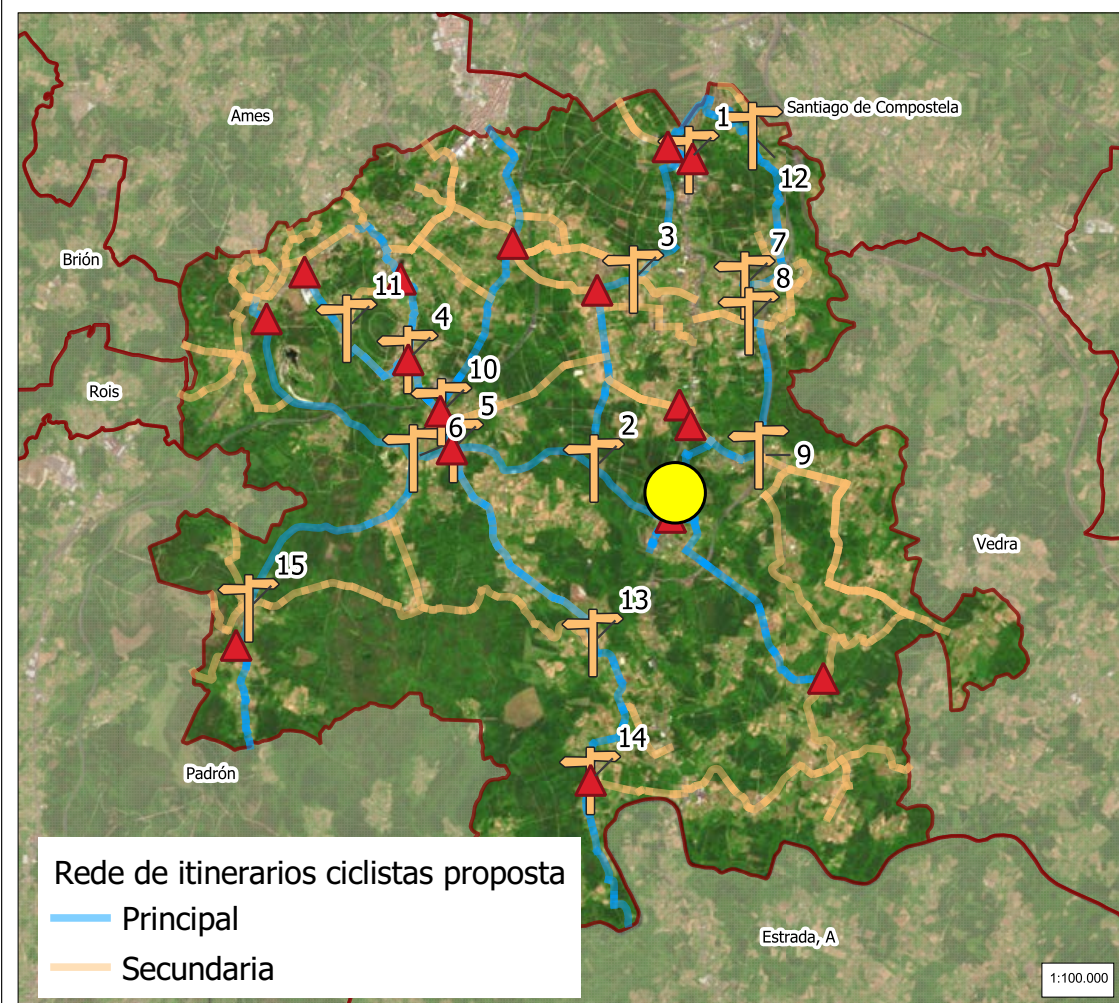 Ames
Santiago de Compostela
1
12
Brión
3
7
8
11
4
Rois
10
5
6
2
9
Vedra
15
13
14
Padrón
Rede de itinerarios ciclistas proposta
Principal
Secundaria
Estrada, A
1:100.000